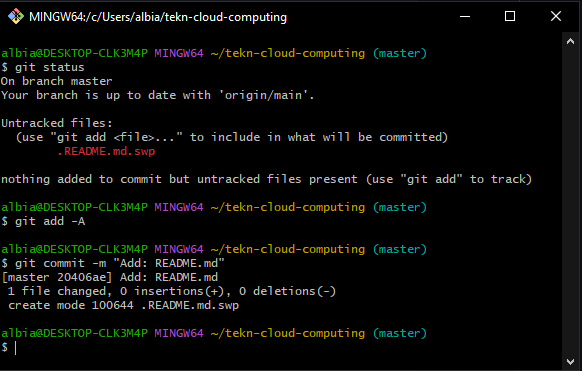 MINGW64:/c/Users/albia/tekn-cloud-computing
albia@DESKTOP-CLK3M4P MINGW64 ~/tekn-cloud-computing (master)
$ git status
On branch master
Your branch is up to date with 'origin/main'.
Untracked files:
  (use "git add <file>..." to include in what will be committed)
        .README.md.swp
nothing added to commit but untracked files present (use "git add" to track)
albia@DESKTOP-CLK3M4P MINGW64 ~/tekn-cloud-computing (master)
$ git add -A
albia@DESKTOP-CLK3M4P MINGW64 ~/tekn-cloud-computing (master)
$ git commit -m "Add: README.md"
[master 20406ae] Add: README.md
 1 file changed, 0 insertions(+), 0 deletions(-)
 create mode 100644 .README.md.swp
albia@DESKTOP-CLK3M4P MINGW64 ~/tekn-cloud-computing (master)
$